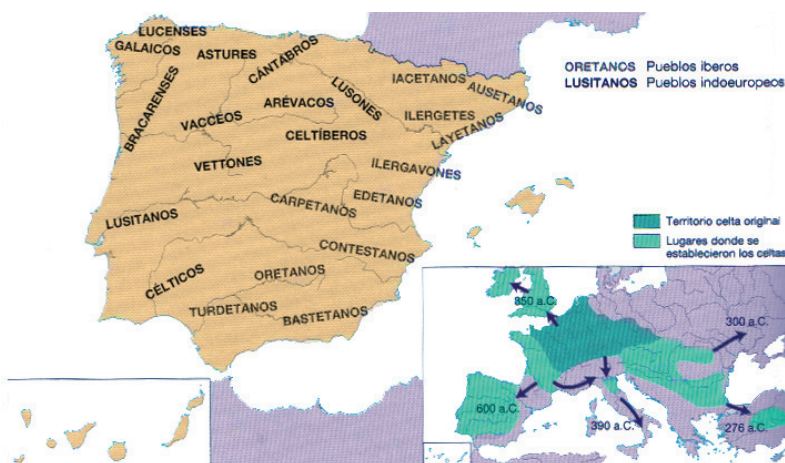 LUCENSES
GALAICOS
ASTURES
CÁNTÁBROS
BRACARENSES
VACCEOS
ARÉVACOS
LUSONES
IACETANOS
AUSETANOS
ILERGETES
LAYETANOS
CELTÍBEROS
VETTONES
ILERGAVONES
EDETANOS
LUSITANOS
CARPETANOS
CONTESTANOS
CÉLTICOS
ORETANOS
TURDETANOS
BASTETANOS
ORETANOS Pueblos iberos
LUSITANOS Pueblos indoeuropeos
Territorio celta original
Lugares donde se
establecieron los celtas
850 a.C.
300 a.C.
600 a.C.
390 a.C.
276 a.C.